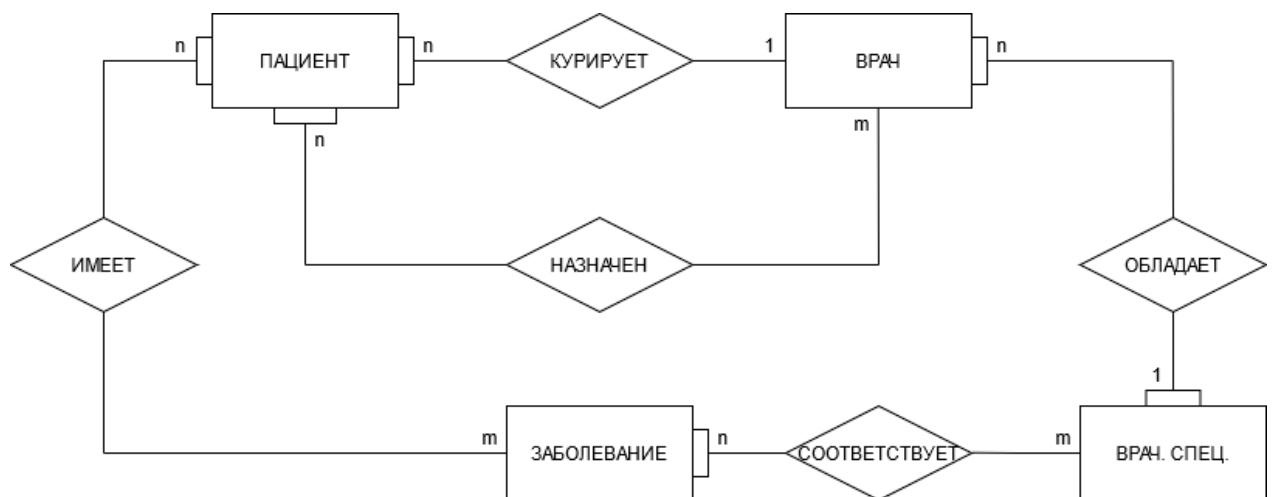 n
ПАЦИЕНТ
n
КУРИРУЕТ
1
ВРАЧ
n
n
m
ИМЕЕТ
НАЗНАЧЕН
ОБЛАДАЕТ
1
m
ЗАБОЛЕВАНИЕ
n
СООТВЕТСТВУЕТ
m
ВРАЧ. СПЕЦ.